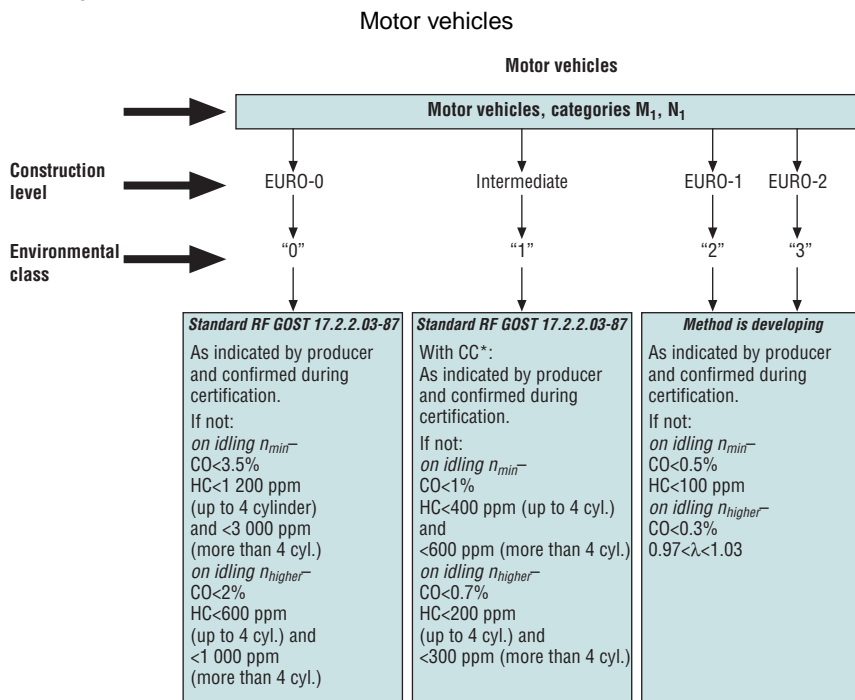 Motor vehicles
Motor vehicles
Motor vehicles, categories M₁, N₁
Construction
level
EURO-0
Intermediate
EURO-1
EURO-2
Environmental
class
“0”
“1”
“2”
“3”
Standard RF GOST 17.2.2.03-87
As indicated by producer
and confirmed during
certification.
If not:
on idling nmin–
CO<3.5%
HC<1 200 ppm
(up to 4 cylinder)
and <3 000 ppm
(more than 4 cyl.)
on idling nhigher–
CO<2%
HC<600 ppm
(up to 4 cyl.) and
<1 000 ppm
(more than 4 cyl.)
Standard RF GOST 17.2.2.03-87
With CC*:
As indicated by producer
and confirmed during
certification.
If not:
on idling nmin–
CO<1%
HC<400 ppm (up to 4 cyl.)
and
<600 ppm (more than 4 cyl.)
on idling nhigher–
CO<0.7%
HC<200 ppm
(up to 4 cyl.) and
<300 ppm (more than 4 cyl.)
Method is developing
As indicated by producer
and confirmed during
certification.
If not:
on idling nmin–
CO<0.5%
HC<100 ppm
on idling nhigher–
CO<0.3%
0.97<λ<1.03